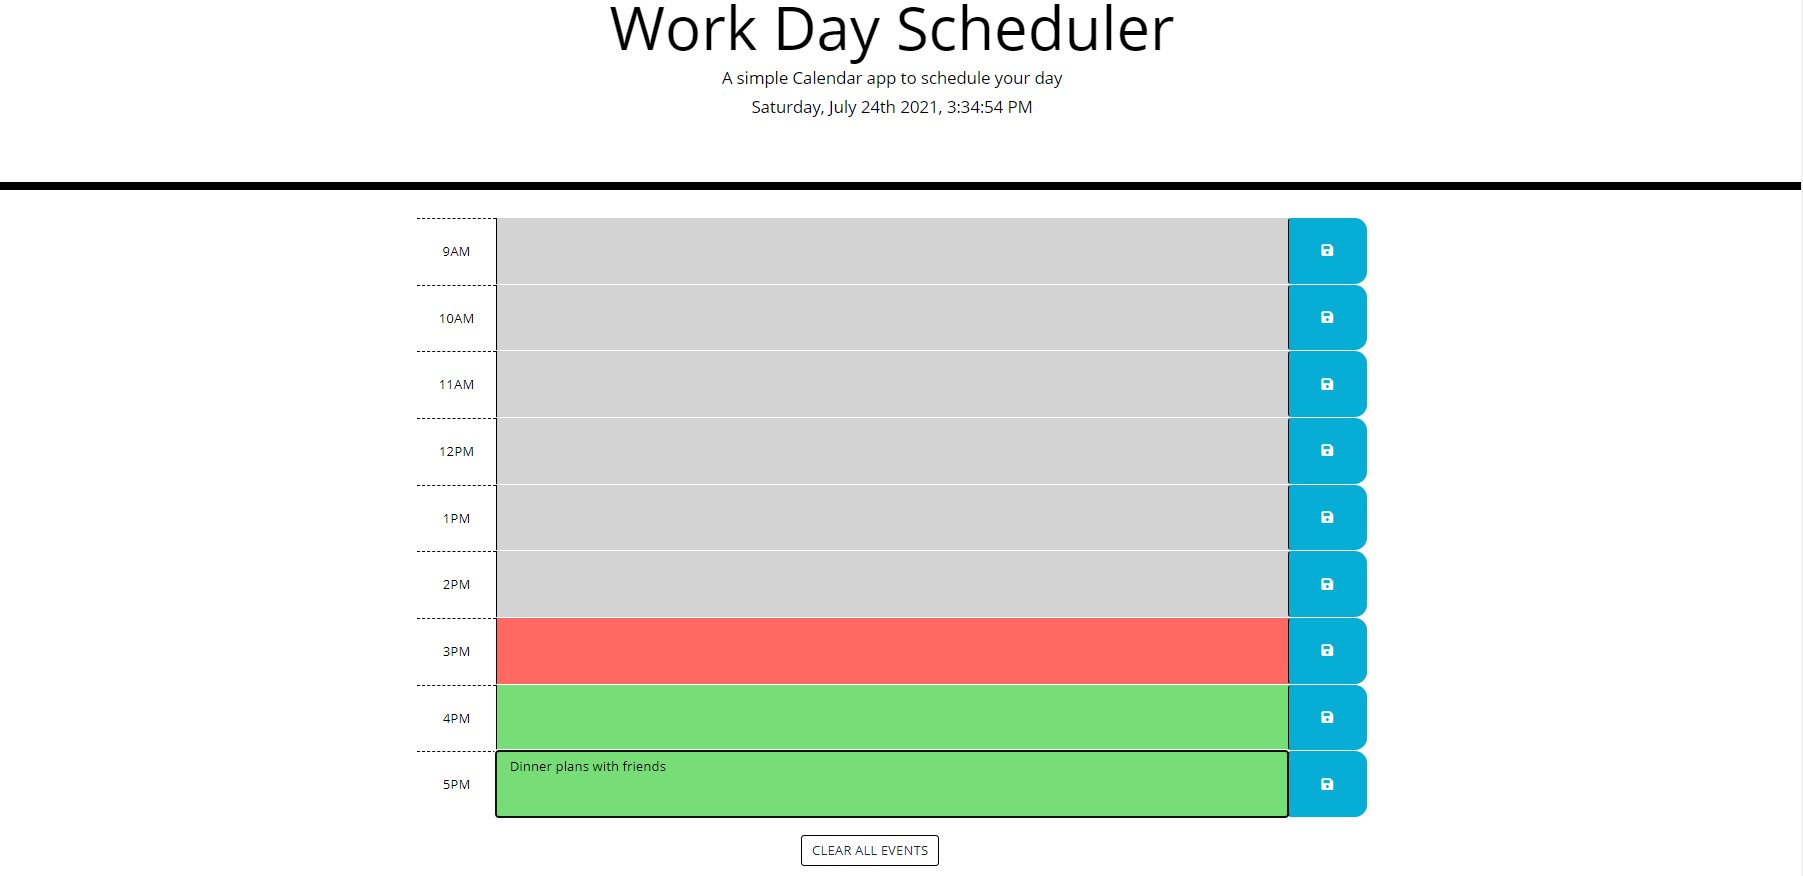 Work Day Scheduler
A simple Calendar app to schedule your day
Saturday, July 24th 2021, 3:34:54 PM
9AM
10AM
11AM
12PM
1PM
2PM
3PM
4PM
5PM Dinner plans with friends
CLEAR ALL EVENTS